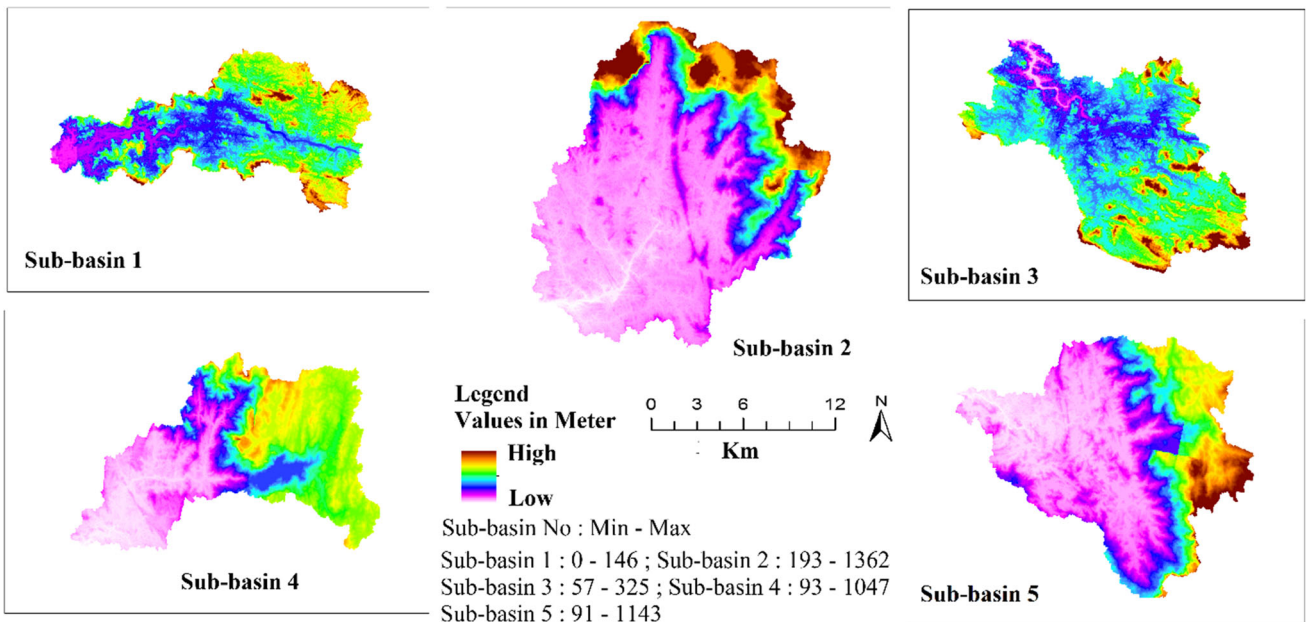 Sub-basin 1
Sub-basin 2
Sub-basin 3
Sub-basin 4
Sub-basin 5
Legend
Values in Meter
High
Low
0 3 6 12
Km
N
Sub-basin No : Min - Max
Sub-basin 1 : 0 - 146 ; Sub-basin 2 : 193 - 1362
Sub-basin 3 : 57 - 325 ; Sub-basin 4 : 93 - 1047
Sub-basin 5 : 91 - 1143